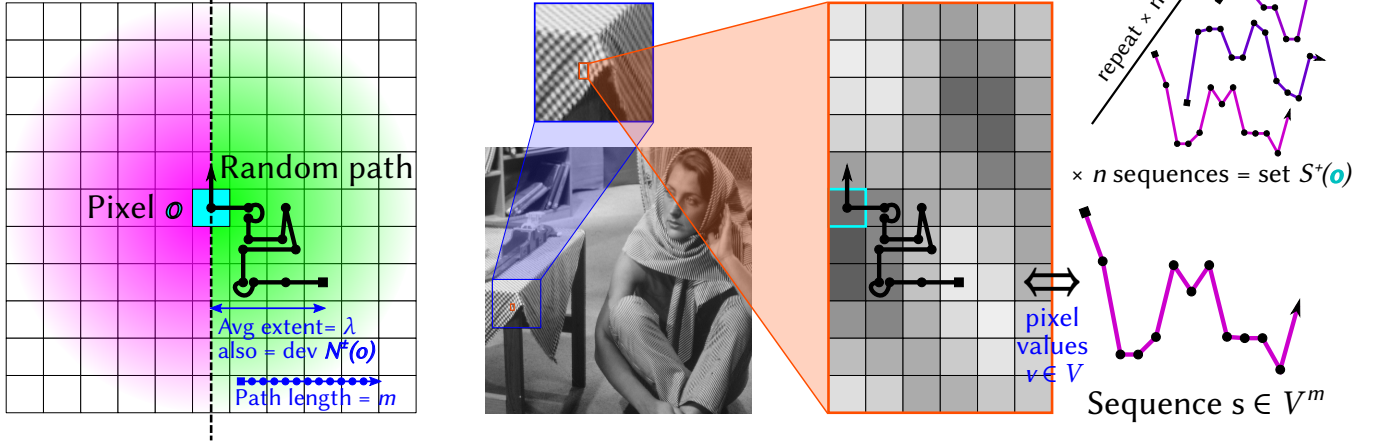 Random path
Pixel o
Avg extent= λ
also = dev N±(o)
Path length = m
pixel
values
v ∈ V
repeat × n
× n sequences = set S⁺(o)
Sequence s ∈ Vᵐ